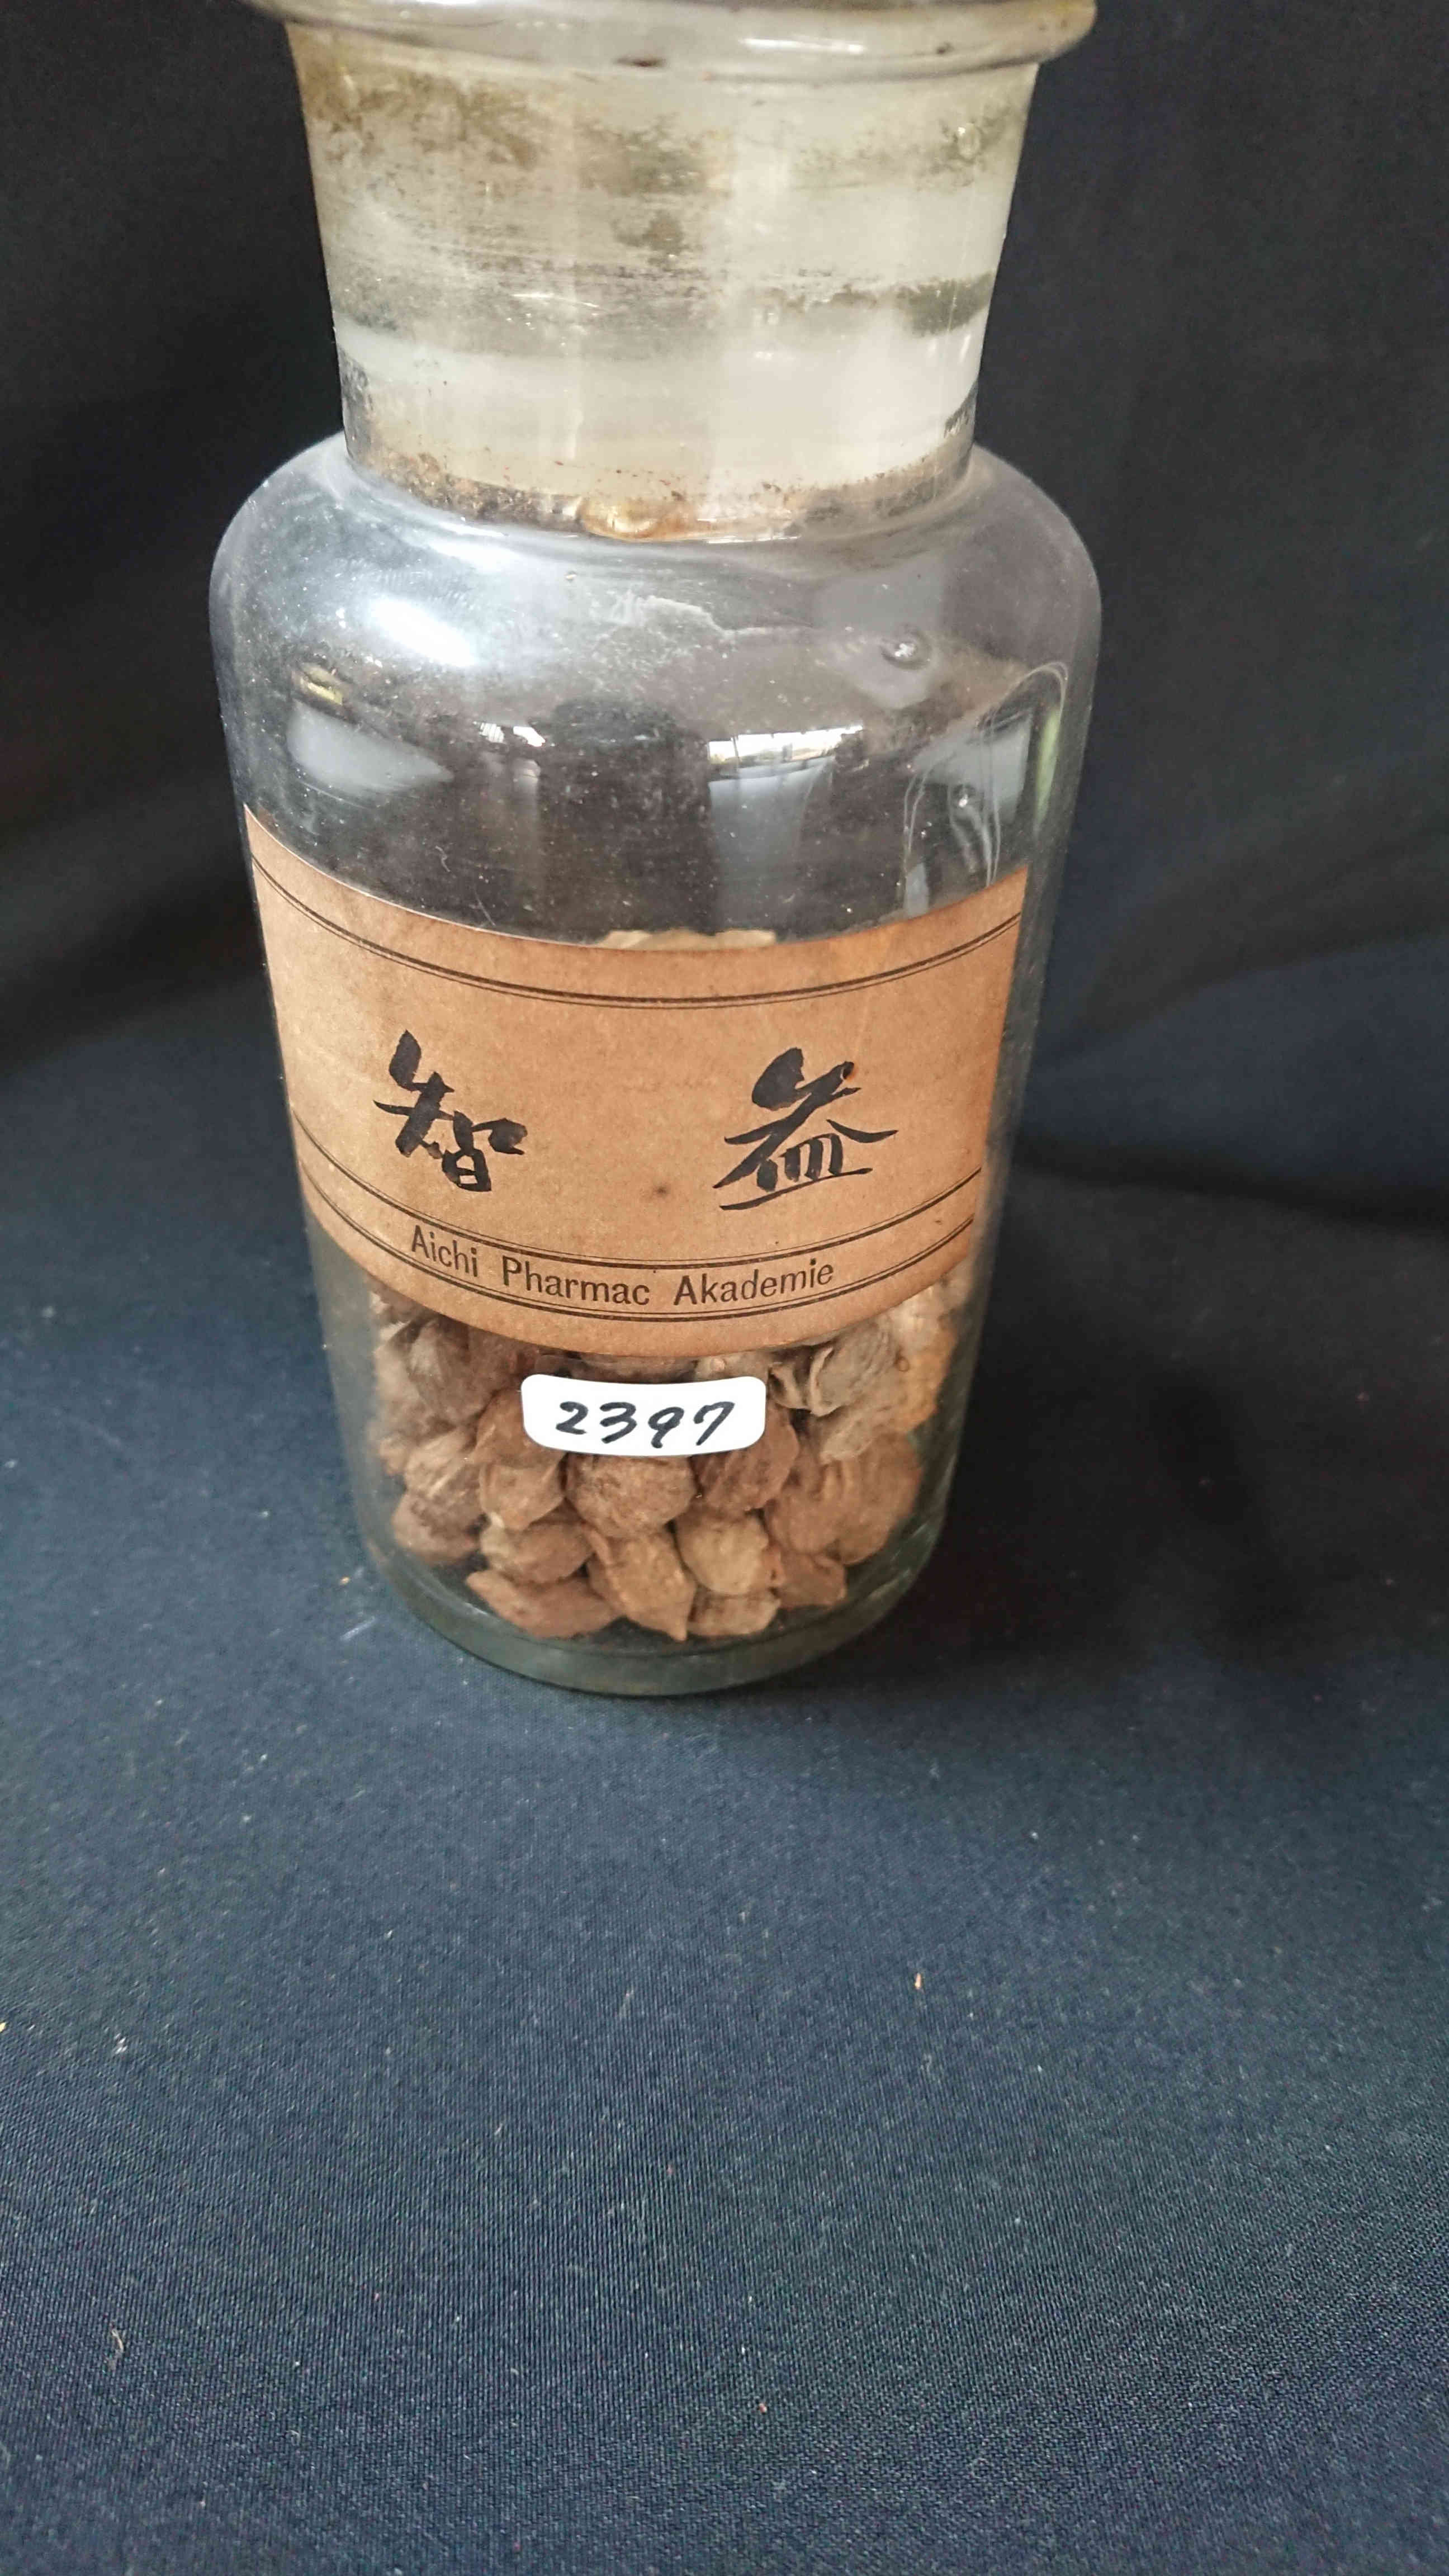 益智
Aichi Pharmac Akademie
2397